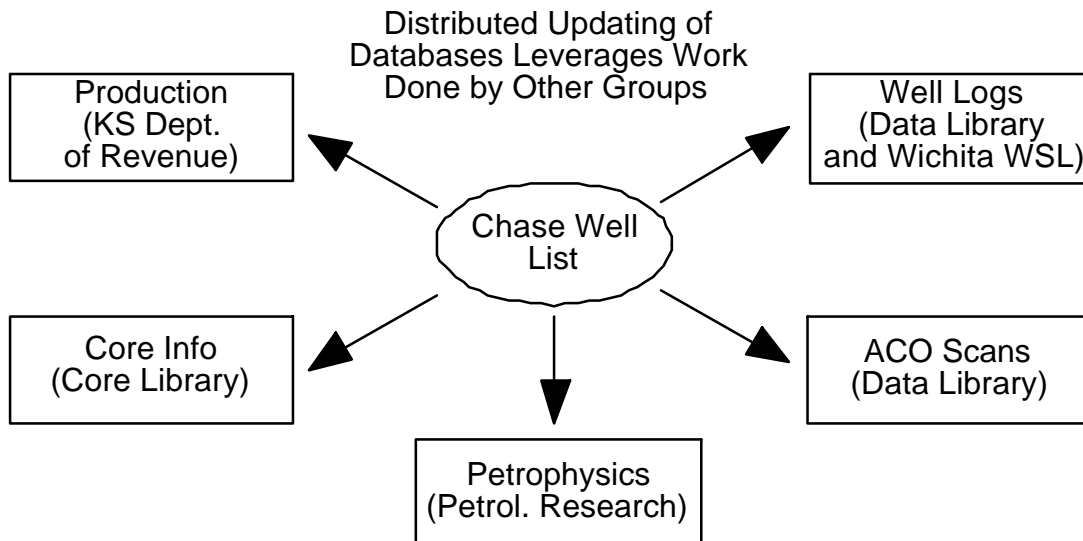 Distributed Updating of
Databases Leverages Work
Done by Other Groups
Production
(KS Dept.
of Revenue)
Well Logs
(Data Library
and Wichita WSL)
Chase Well
List
Core Info
(Core Library)
ACO Scans
(Data Library)
Petrophysics
(Petrol. Research)